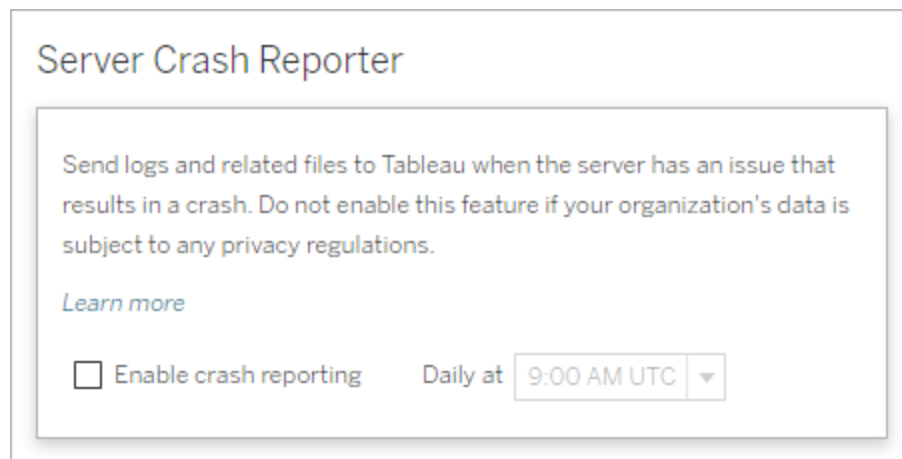 Server Crash Reporter
Send logs and related files to Tableau when the server has an issue that
results in a crash. Do not enable this feature if your organization's data is
subject to any privacy regulations.
Learn more
Enable crash reporting Daily at 9:00 AM UTC